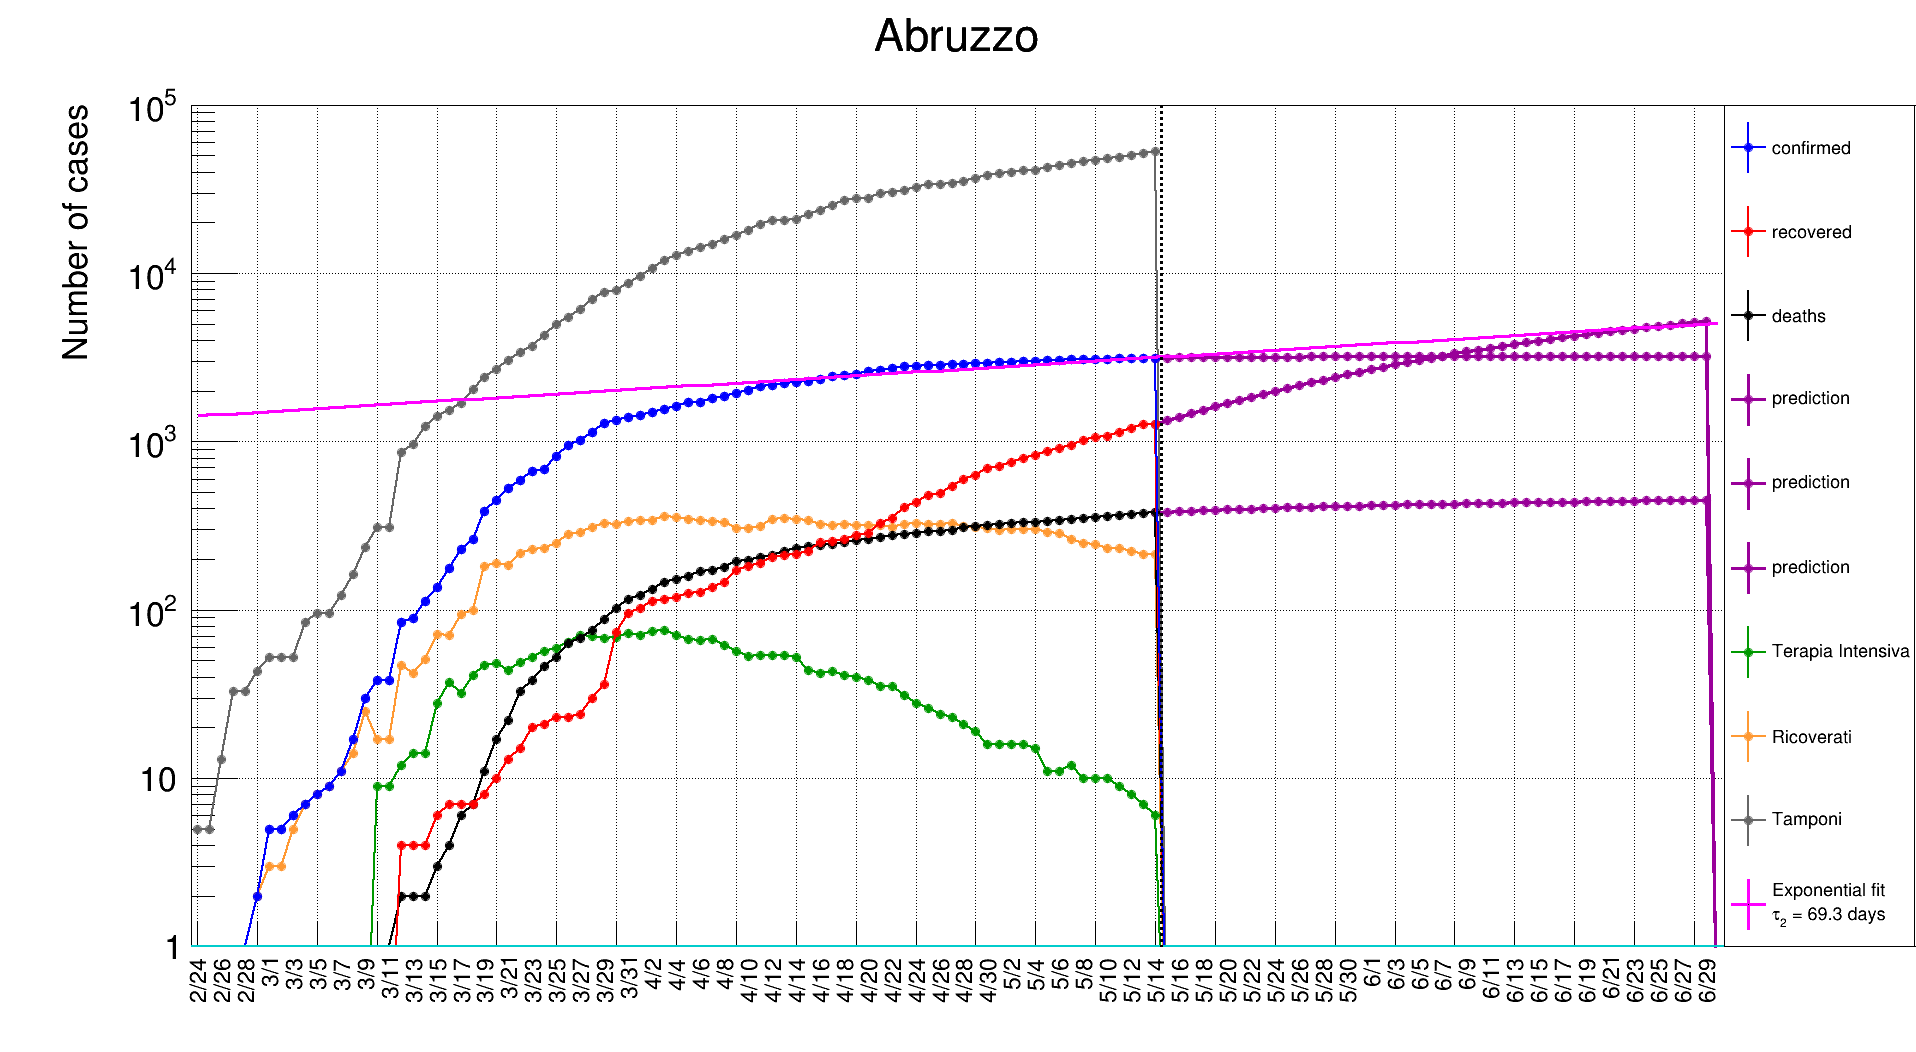 Abruzzo
Number of cases
10^5
10^4
10^3
10^2
10
1
2/24 2/26 2/28 3/1 3/3 3/5 3/7 3/9 3/11 3/13 3/15 3/17 3/19 3/21 3/23 3/25 3/27 3/29 3/31 4/2 4/4 4/6 4/8 4/10 4/12 4/14 4/16 4/18 4/20 4/22 4/24 4/26 4/28 4/30 5/2 5/4 5/6 5/8 5/10 5/12 5/14 5/16 5/18 5/20 5/22 5/24 5/26 5/28 5/30 6/1 6/3 6/5 6/7 6/9 6/11 6/13 6/15 6/17 6/19 6/21 6/23 6/25 6/27 6/29
confirmed
recovered
deaths
prediction
prediction
prediction
Terapia Intensiva
Ricoverati
Tamponi
Exponential fit
τ₂ = 69.3 days